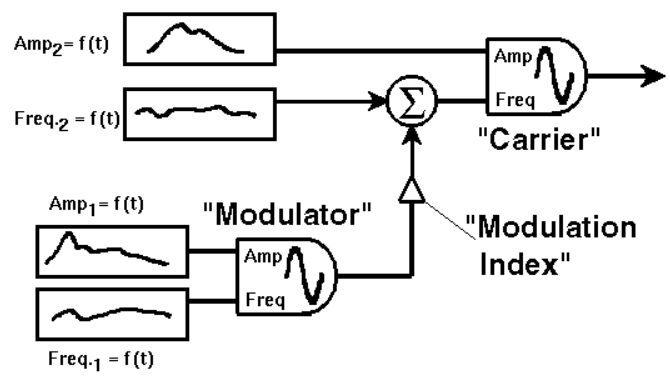 Amp2 = f(t)
Amp
Freq.2 = f(t)
Σ
Freq
"Carrier"
Amp1 = f(t)
"Modulator"
"Modulation
Index"
Amp
Freq
Freq.1 = f(t)